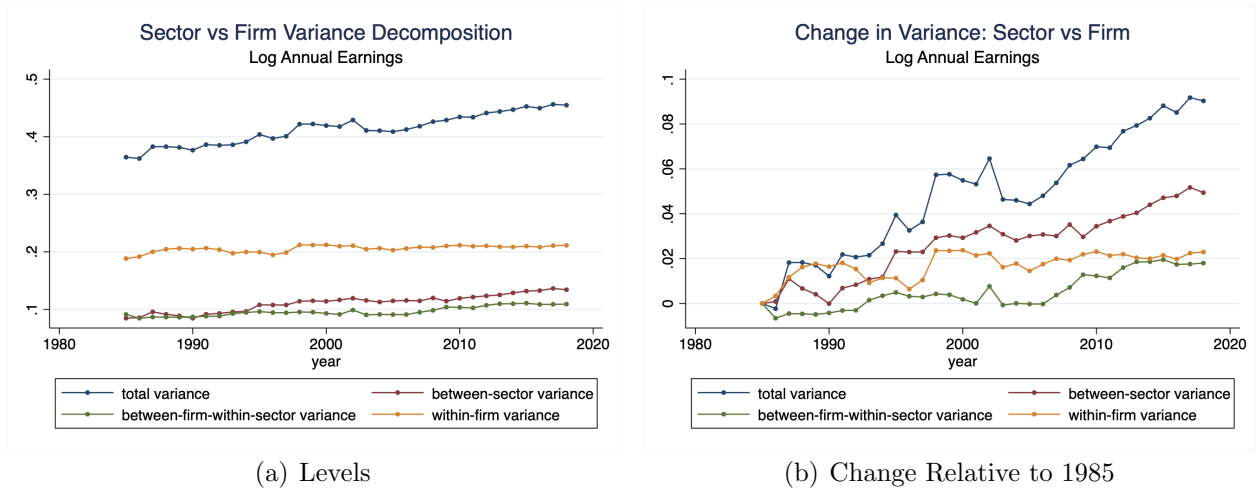 Sector vs Firm Variance Decomposition
Log Annual Earnings
.5
.4
.3
.2
.1
1980 1990 2000 2010 2020
year
total variance between-sector variance
between-firm-within-sector variance within-firm variance
(a) Levels
Change in Variance: Sector vs Firm
Log Annual Earnings
.1
.08
.06
.04
.02
0
1980 1990 2000 2010 2020
year
total variance between-sector variance
between-firm-within-sector variance within-firm variance
(b) Change Relative to 1985